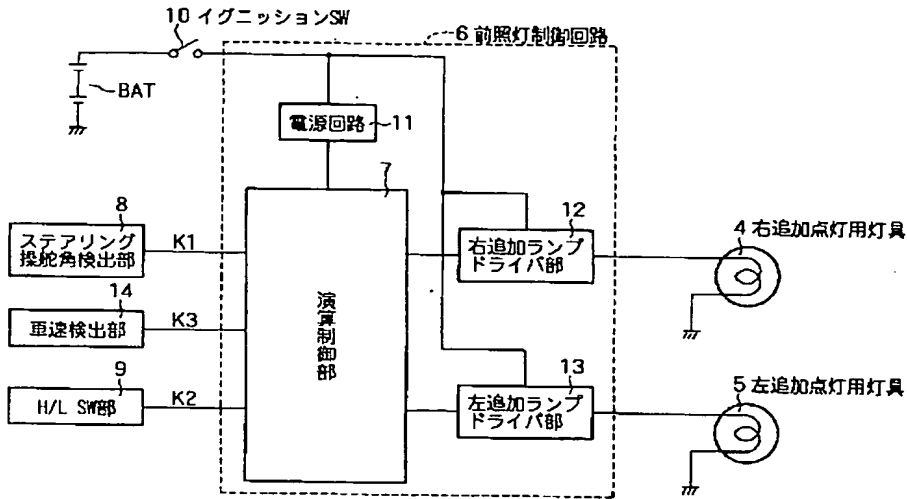 10 イグニッションSW
6 前照灯制御回路
BAT
電源回路
11
7
8
ステアリング
操舵角検出部
K1
12
右追加ランプ
ドライバ部
4 右追加点灯用灯具
14
車速検出部
K3
演算制御部
9
H/L SW部
K2
13
左追加ランプ
ドライバ部
5 左追加点灯用灯具